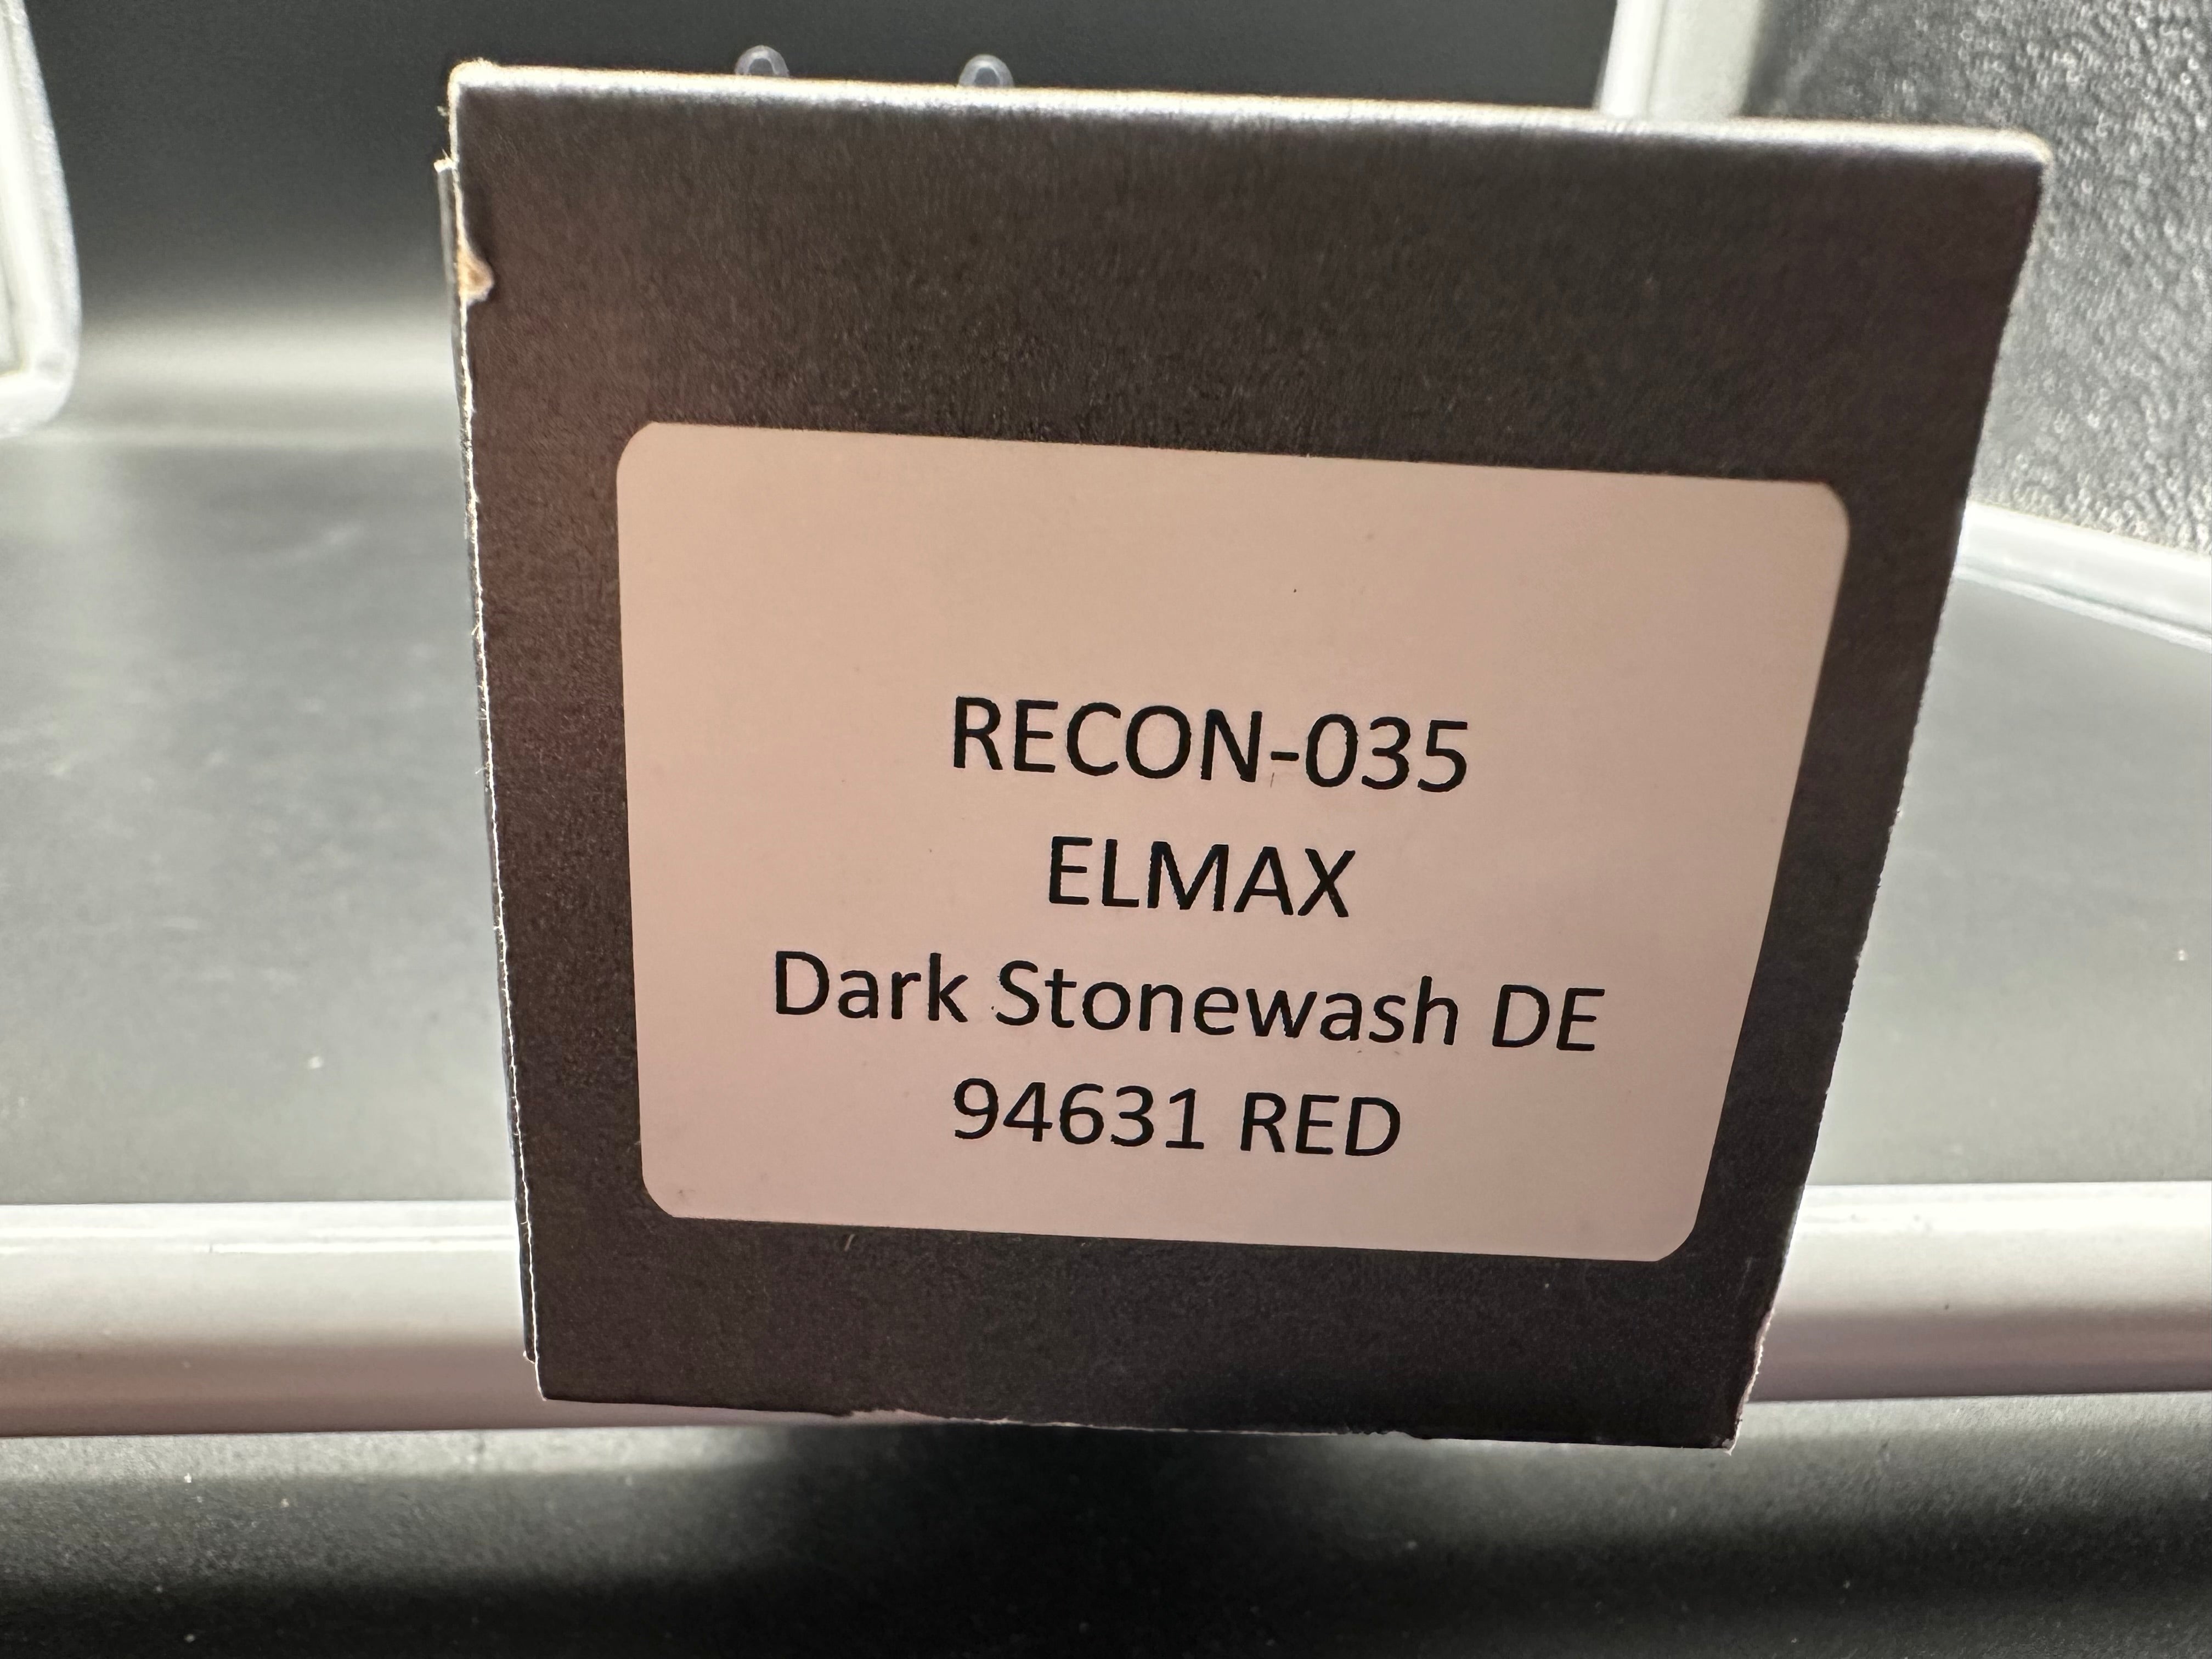 RECON-035
ELMAX
Dark Stonewash DE
94631 RED